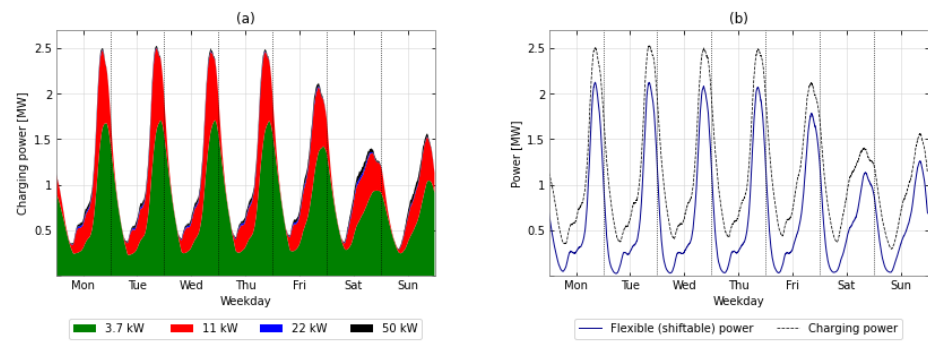 (a)
Charging power [MW]
2.5
2
1.5
1
0.5
Mon Tue Wed Thu Fri Sat Sun
Weekday
3.7 kW 11 kW 22 kW 50 kW
(b)
Power [MW]
2.5
2
1.5
1
0.5
Mon Tue Wed Thu Fri Sat Sun
Weekday
Flexible (shiftable) power Charging power